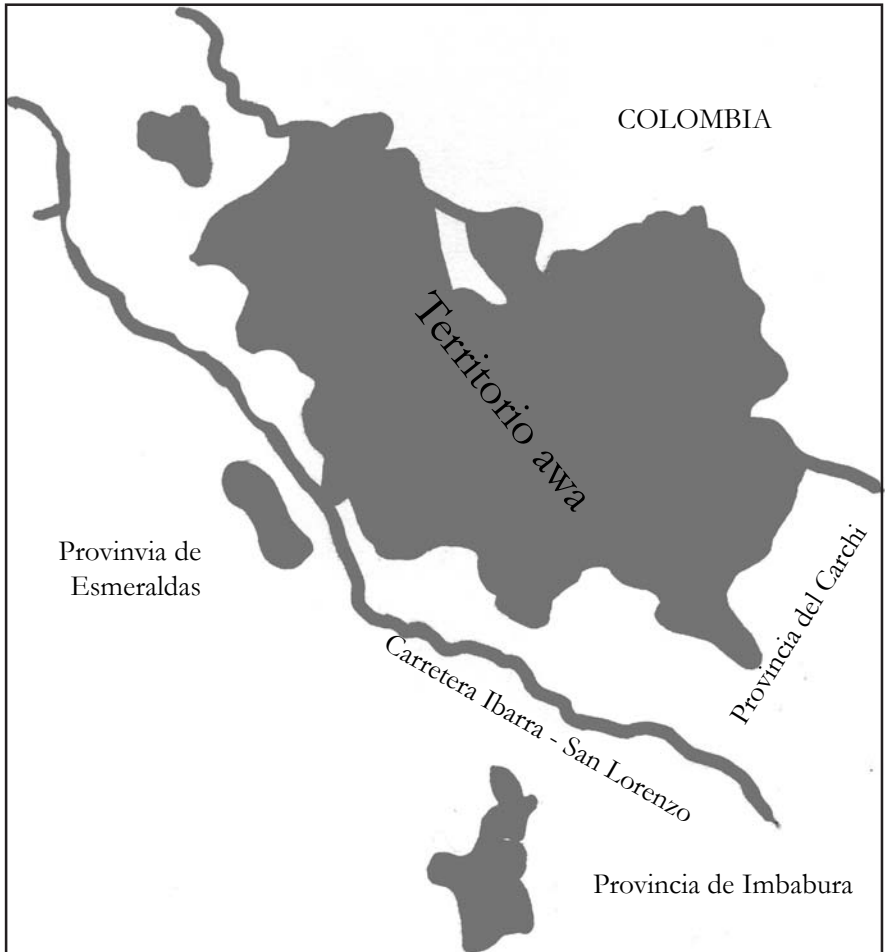 COLOMBIA
Territorio awa
Provinvia de
Esmeraldas
Provincia del Carchi
Carretera Ibarra - San Lorenzo
Provincia de Imbabura